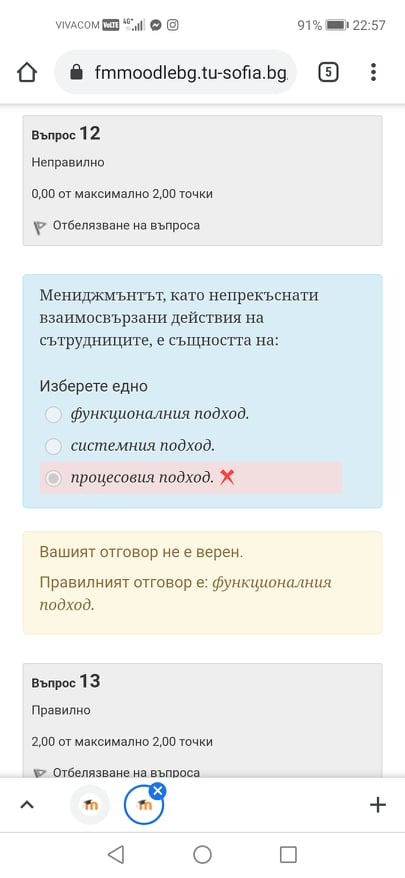 VIVACOM VoLTE 4G+ 91% 22:57
fmmoodlebg.tu-sofia.bg 5
Въпрос 12
Неправилно
0,00 от максимално 2,00 точки
Отбелязване на въпроса
Мениджмънтът, като непрекъснати
взаимосвързани действия на
сътрудниците, е същността на:
Изберете едно
функционалния подход.
системния подход.
процесовия подход.
Вашият отговор не е верен.
Правилният отговор е: функционалния
подход.
Въпрос 13
Правилно
2,00 от максимално 2,00 точки
Отбелязване на въпроса